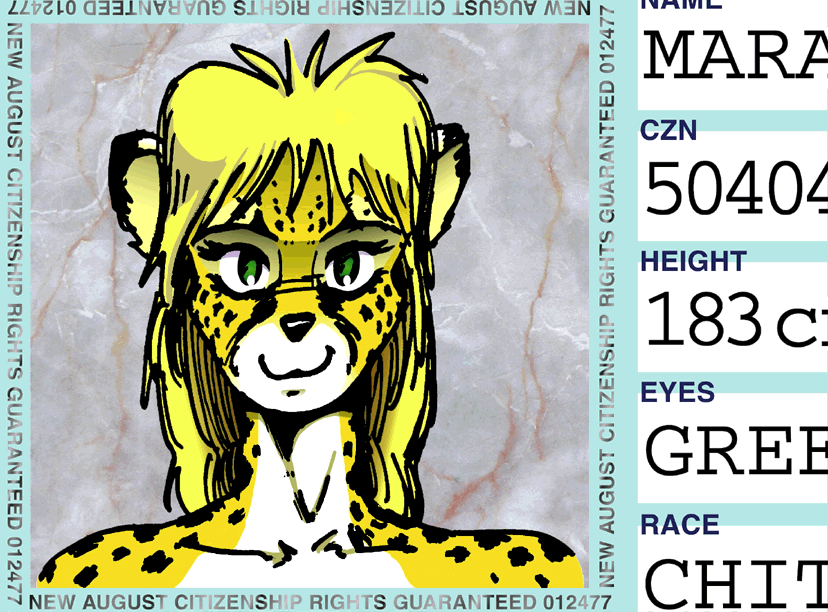 NEW AUGUST CITIZENSHIP RIGHTS GUARANTEED 012477
NEW AUGUST CITIZENSHIP RIGHTS GUARANTEED 012477
NEW AUGUST CITIZENSHIP RIGHTS GUARANTEED 012477
NEW AUGUST CITIZENSHIP RIGHTS GUARANTEED 012477
NAME
MARA
CZN
50404
HEIGHT
183 c
EYES
GREE
RACE
CHIT